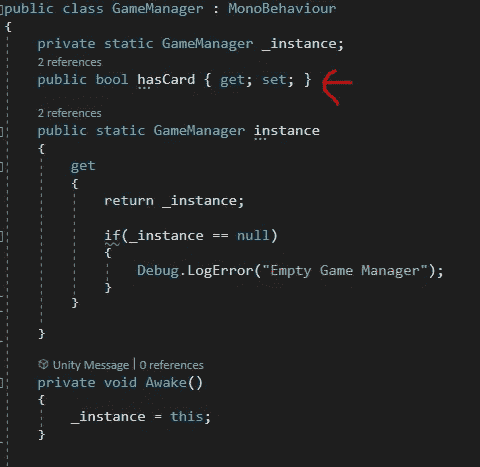 public class GameManager : MonoBehaviour
{
private static GameManager _instance;
2 references
public bool hasCard { get; set; }
2 references
public static GameManager instance
{
get
{
return _instance;
if(_instance == null)
{
Debug.LogError("Empty Game Manager");
}
}
}
Unity Message | 0 references
private void Awake()
{
_instance = this;
}